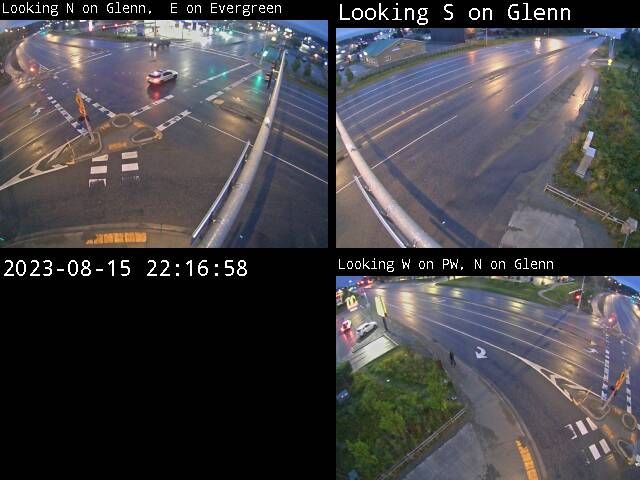 Looking N on Glenn, E on Evergreen
Looking S on Glenn
2023-08-15 22:16:58
Looking W on PW, N on Glenn